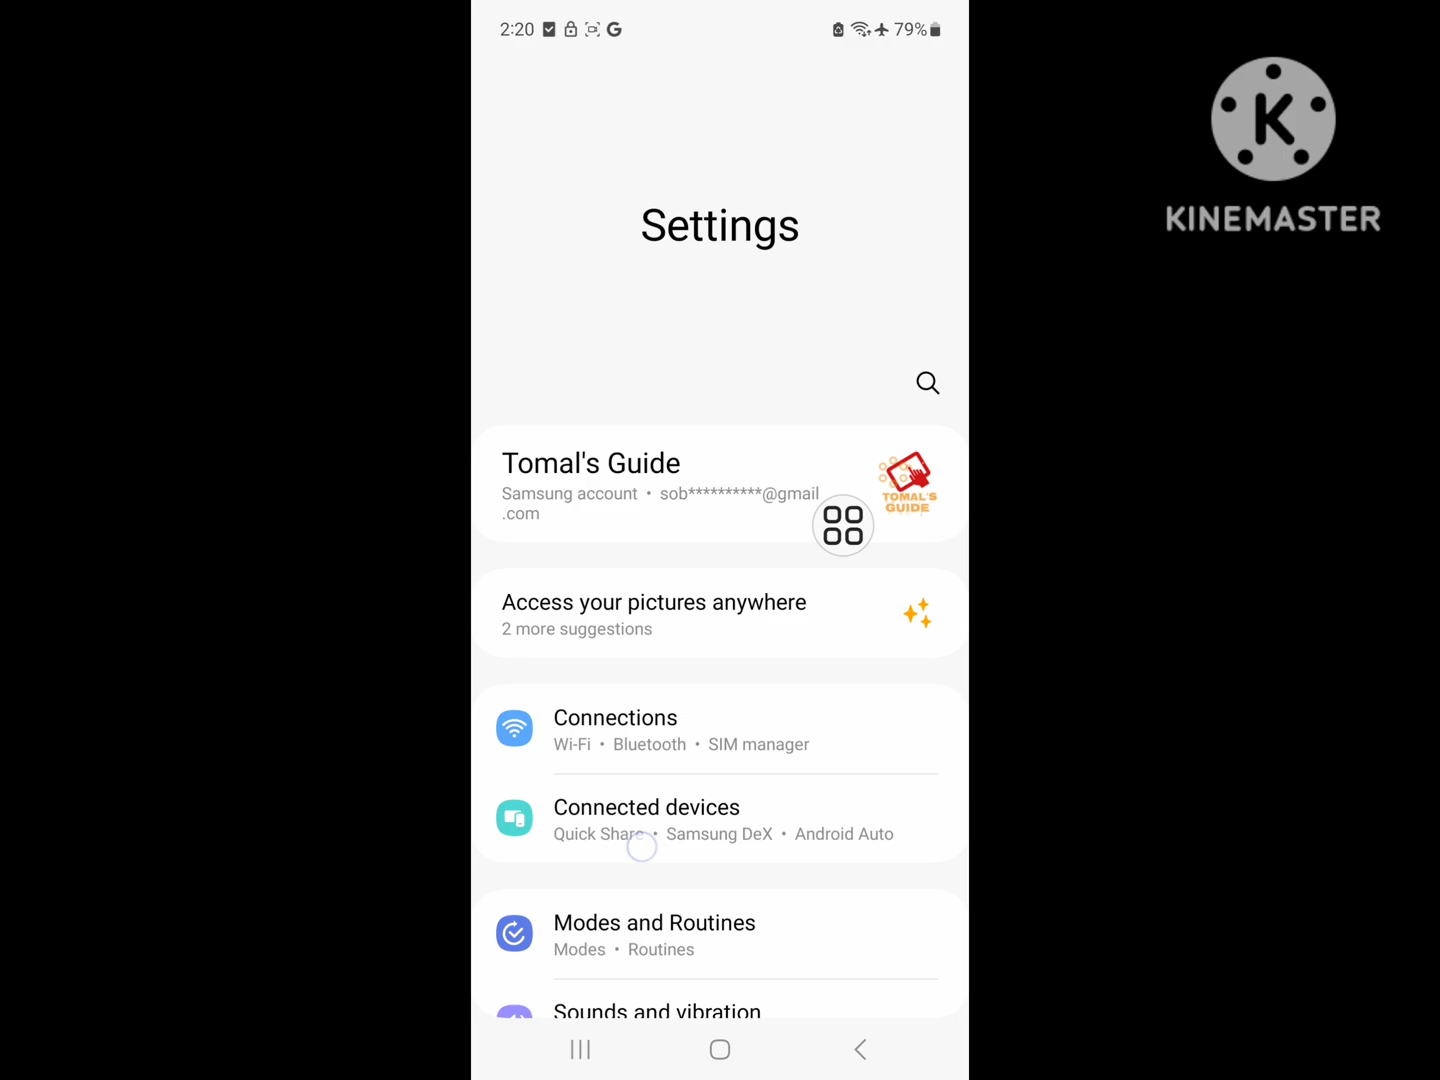 2:20 G 79%
K
KINEMASTER
Settings
Tomal's Guide
Samsung account • sob**********@gmail
.com
TOMAL'S
GUIDE
Access your pictures anywhere
2 more suggestions
Connections
Wi-Fi • Bluetooth • SIM manager
Connected devices
Quick Share • Samsung DeX • Android Auto
Modes and Routines
Modes • Routines
Sounds and vibration